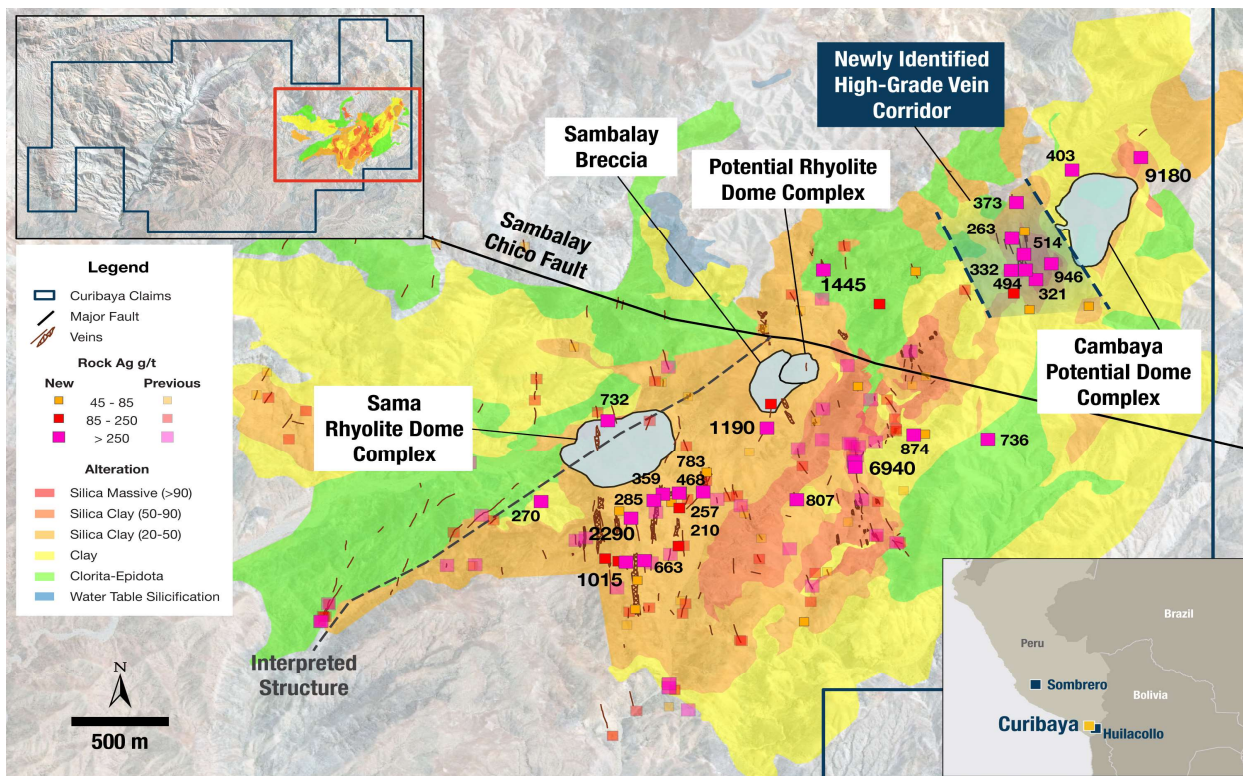 Newly Identified
High-Grade Vein
Corridor
Sambalay
Breccia
Potential Rhyolite
Dome Complex
403
9180
373
263
514
332
494
946
321
1445
Sambalay
Chico Fault
Cambaya
Potential Dome
Complex
Sama
Rhyolite Dome
Complex
732
1190
874
736
6940
783
359
468
285
257
210
807
270
2290
1015
663
Interpreted
Structure
Legend
Curibaya Claims
Major Fault
Veins
Rock Ag g/t
New
Previous
45 - 85
85 - 250
> 250
Alteration
Silica Massive (>90)
Silica Clay (50-90)
Silica Clay (20-50)
Clay
Clorita-Epidota
Water Table Silicification
N
500 m
Brazil
Peru
Bolivia
Sombrero
Curibaya
Huilacollo